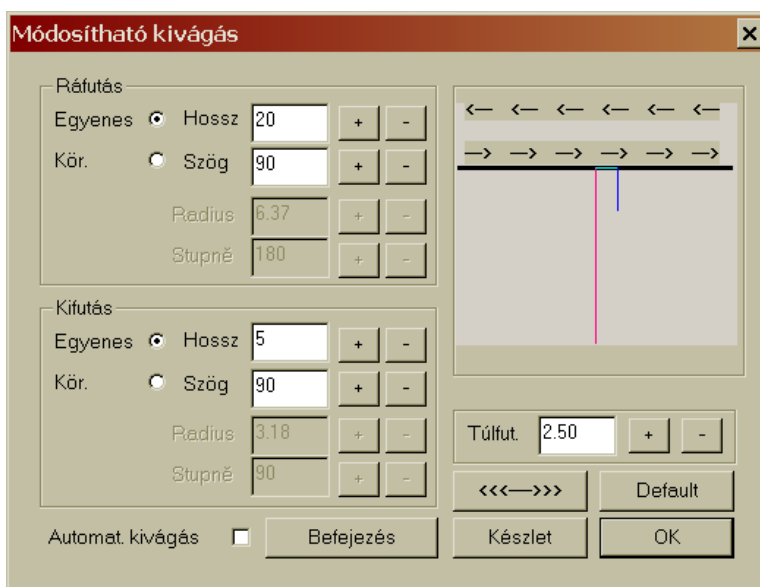 Módosítható kivágás
Ráfutás
Egyenes Hossz 20 + -
Kör. Szög 90 + -
Radius 6.37 + -
Stupně 180 + -
Kifutás
Egyenes Hossz 5 + -
Kör. Szög 90 + -
Radius 3.18 + -
Stupně 90 + -
Túlfut. 2.50 + -
<<<—>>> Default
Automat. kivágás Befejezés Készlet OK